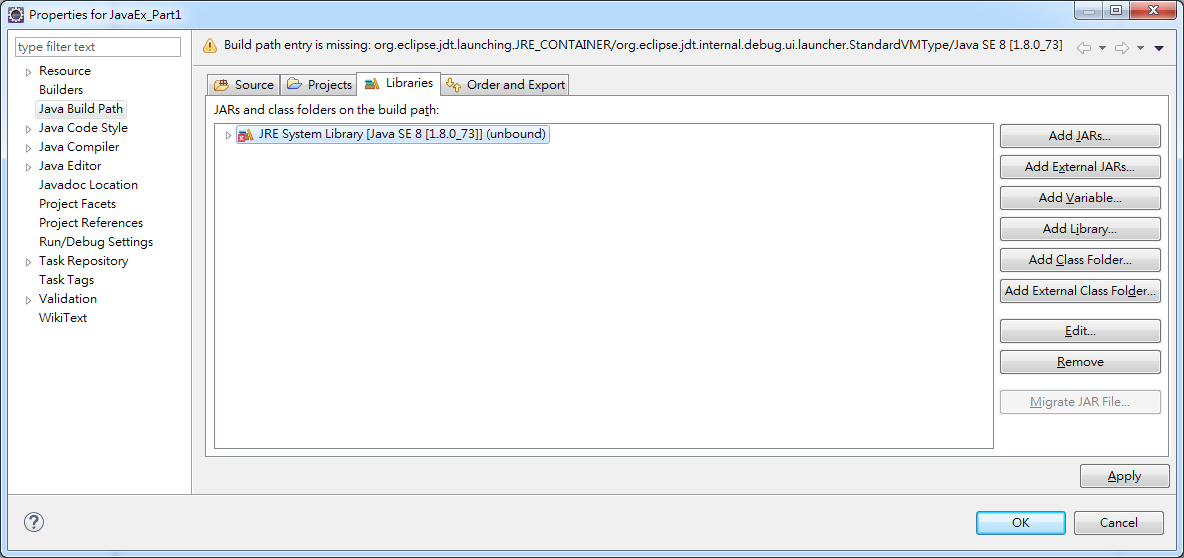 Properties for JavaEx_Part1
type filter text
Resource
Builders
Java Build Path
Java Code Style
Java Compiler
Java Editor
Javadoc Location
Project Facets
Project References
Run/Debug Settings
Task Repository
Task Tags
Validation
WikiText
Build path entry is missing: org.eclipse.jdt.launching.JRE_CONTAINER/org.eclipse.jdt.internal.debug.ui.launcher.StandardVMType/Java SE 8 [1.8.0_73]
Source Projects Libraries Order and Export
JARs and class folders on the build path:
JRE System Library [Java SE 8 [1.8.0_73]] (unbound)
Add JARs...
Add External JARs...
Add Variable...
Add Library...
Add Class Folder...
Add External Class Folder...
Edit...
Remove
Migrate JAR File...
Apply
? OK Cancel